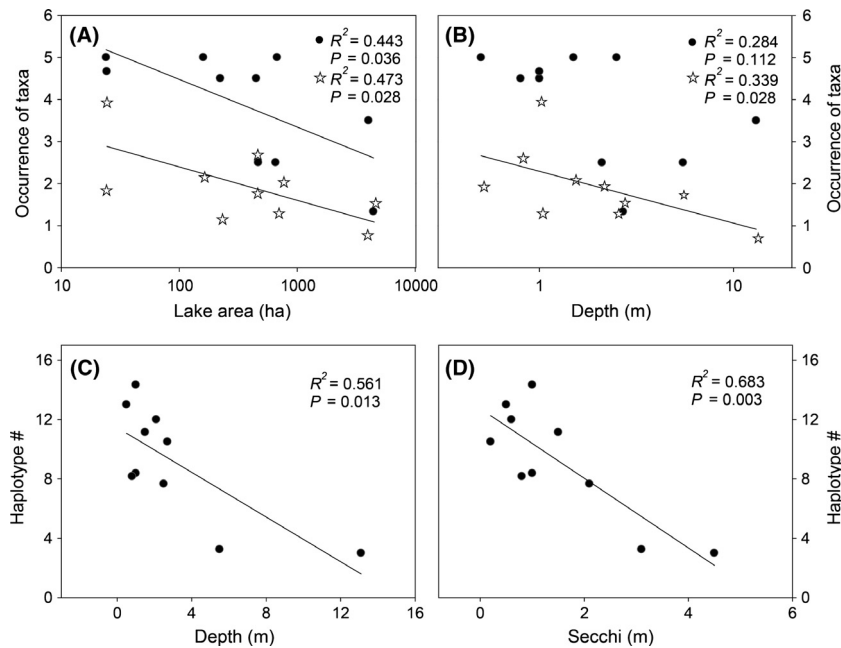 (A)
● R² = 0.443
P = 0.036
☆ R² = 0.473
P = 0.028
Occurrence of taxa
6
5
4
3
2
1
0
10
100
1000
10000
Lake area (ha)
(B)
● R² = 0.284
P = 0.112
☆ R² = 0.339
P = 0.028
Occurrence of taxa
6
5
4
3
2
1
0
1
10
Depth (m)
(C)
R² = 0.561
P = 0.013
Haplotype #
16
12
8
4
0
0
4
8
12
16
Depth (m)
(D)
R² = 0.683
P = 0.003
Haplotype #
16
12
8
4
0
0
2
4
6
Secchi (m)